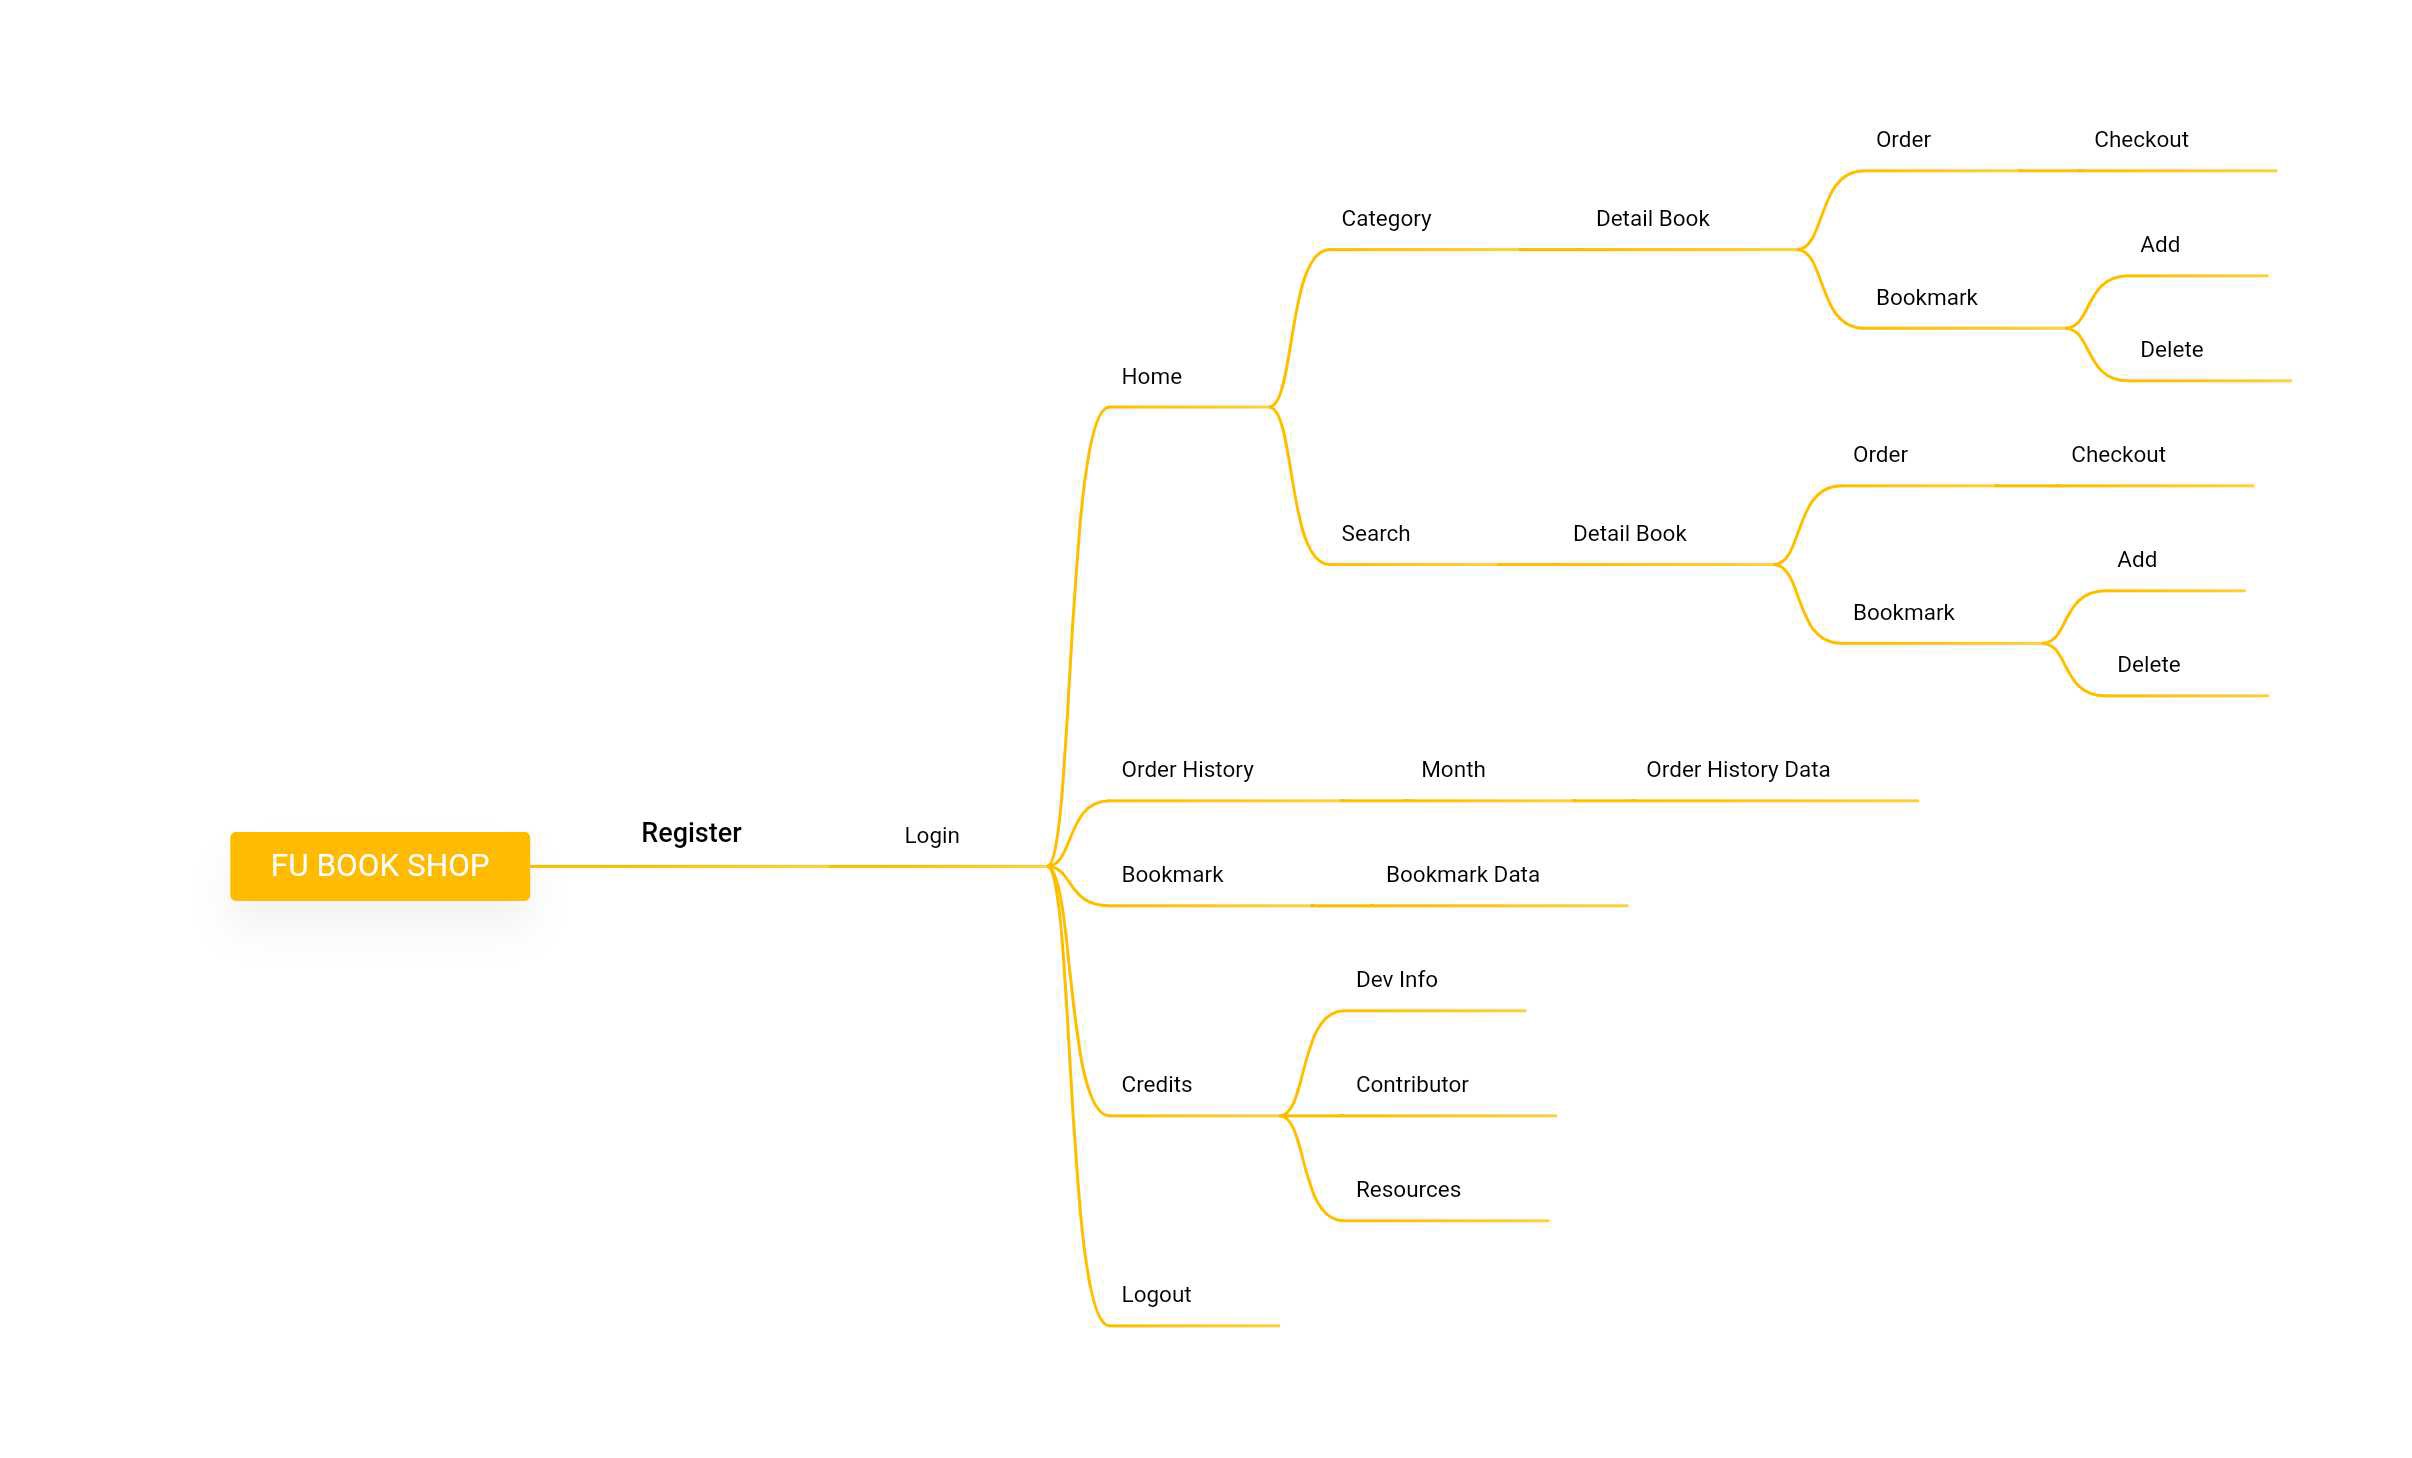 FU BOOK SHOP
Register
Login
Home
Category
Detail Book
Order
Checkout
Bookmark
Add
Delete
Search
Detail Book
Order
Checkout
Bookmark
Add
Delete
Order History
Month
Order History Data
Bookmark
Bookmark Data
Credits
Dev Info
Contributor
Resources
Logout